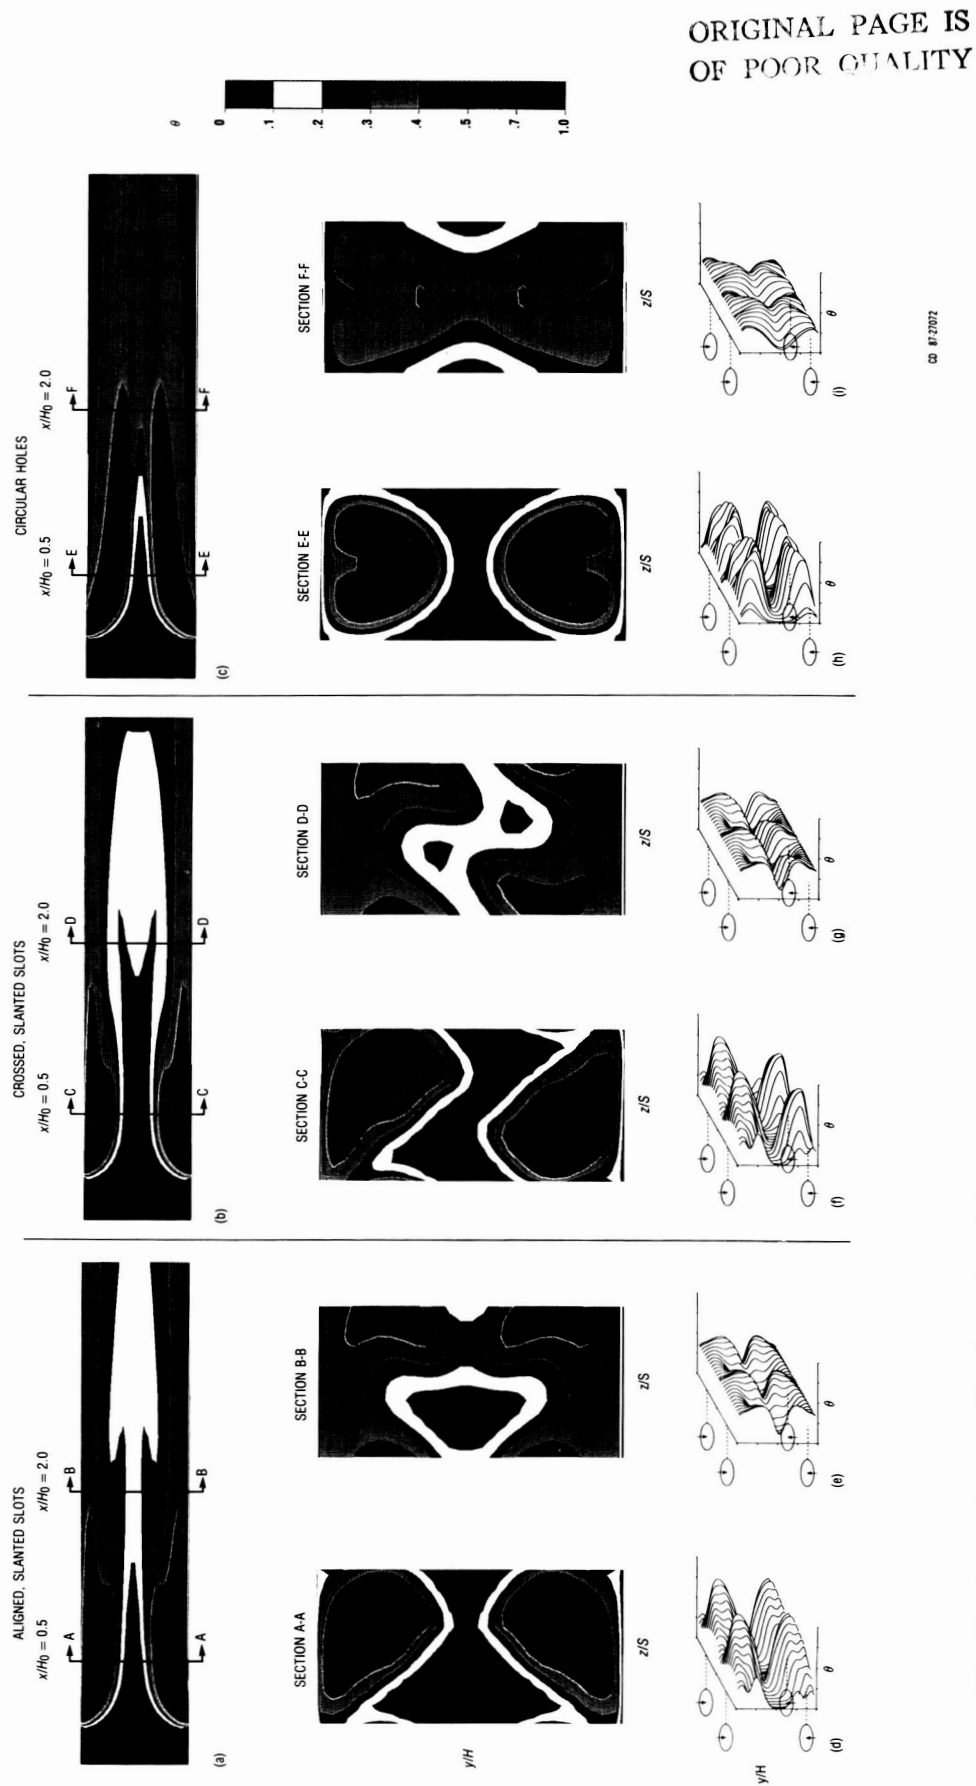 ORIGINAL PAGE IS
OF POOR QUALITY
ALIGNED, SLANTED SLOTS
x/H0 = 0.5
x/H0 = 2.0
A
A
B
B
(a)
CROSSED, SLANTED SLOTS
x/H0 = 0.5
x/H0 = 2.0
C
C
D
D
(b)
CIRCULAR HOLES
x/H0 = 0.5
x/H0 = 2.0
E
E
F
F
(c)
θ
0
.1
.2
.3
.4
.5
.7
1.0
SECTION A-A
SECTION B-B
SECTION C-C
SECTION D-D
SECTION E-E
SECTION F-F
y/H
z/S
z/S
z/S
z/S
z/S
z/S
y/H
θ
θ
θ
θ
θ
θ
(d)
(e)
(f)
(g)
(h)
(i)
CD 87-27072